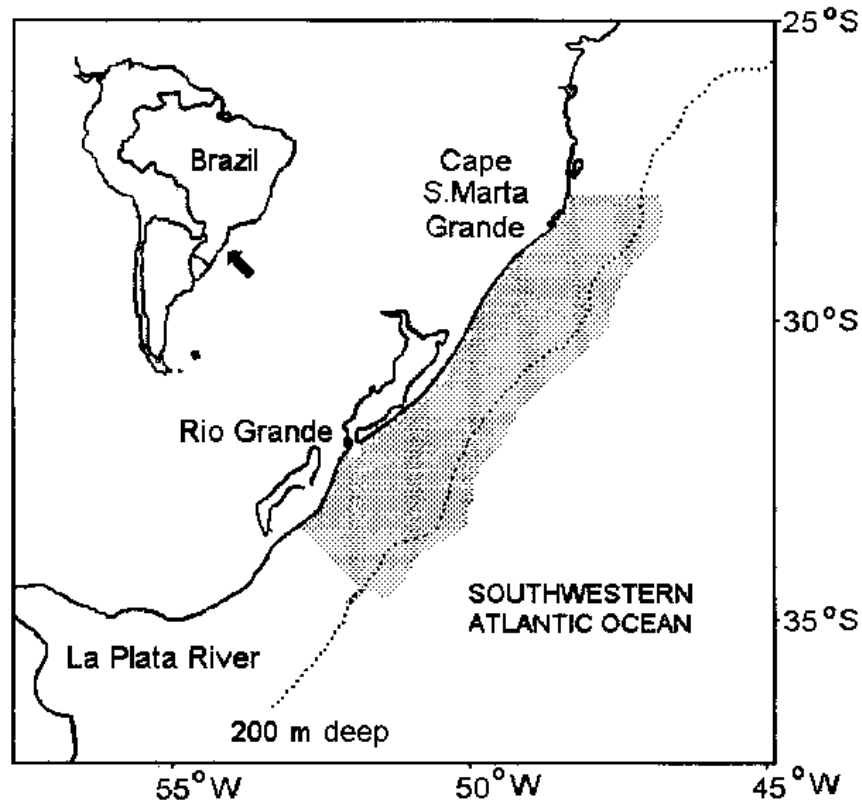 25°S
Brazil
Cape
S.Marta
Grande
30°S
Rio Grande
SOUTHWESTERN
ATLANTIC OCEAN
35°S
La Plata River
200 m deep
55°W
50°W
45°W